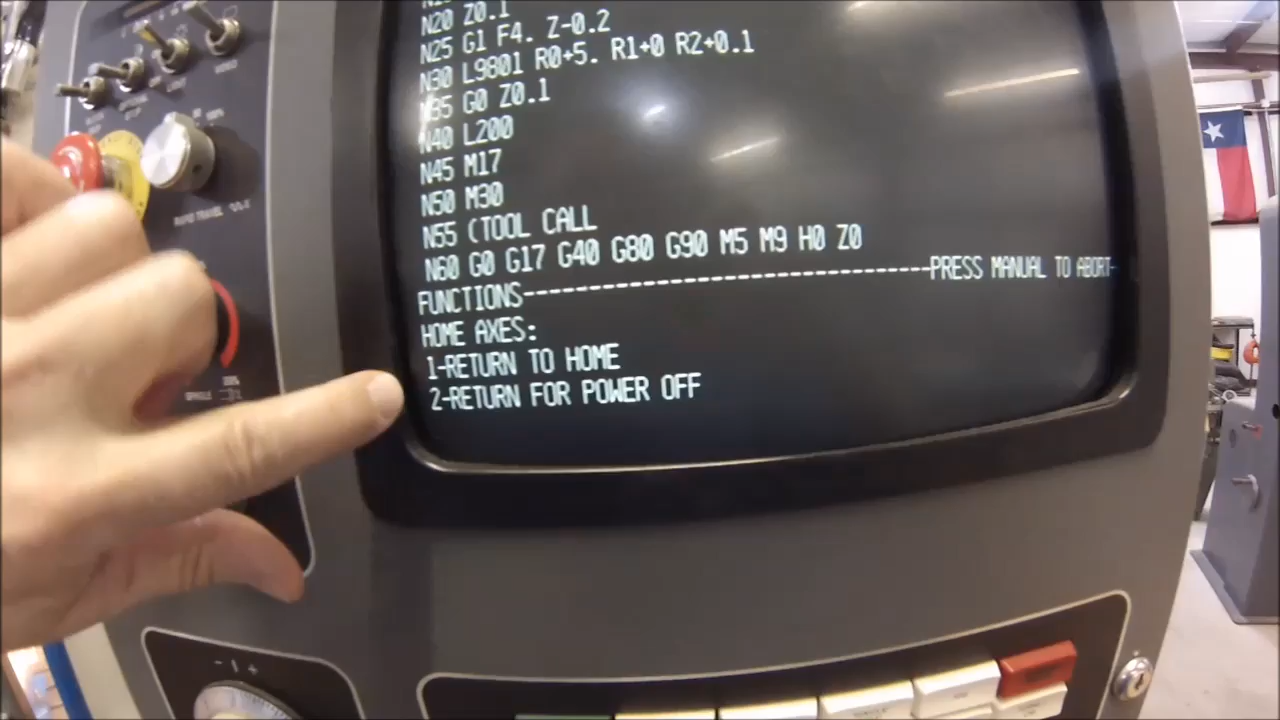 N20 Z0.1
N25 G1 F4. Z-0.2
N30 L9801 R0+5. R1+0 R2+0.1
N35 G0 Z0.1
N40 L200
N45 M17
N50 M30
N55 (TOOL CALL
N60 G0 G17 G40 G80 G90 M5 M9 H0 Z0
FUNCTIONS------------------------------PRESS MANUAL TO ABORT-
HOME AXES:
1-RETURN TO HOME
2-RETURN FOR POWER OFF
RAPID TRAVEL
- +